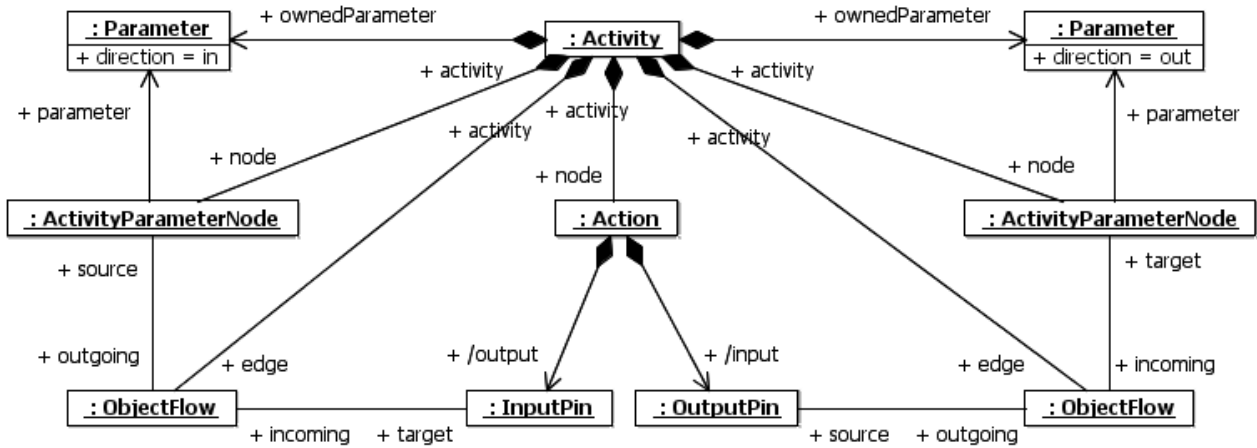 + ownedParameter
+ ownedParameter
: Parameter
: Activity
: Parameter
+ direction = in
+ direction = out
+ activity
+ activity
+ parameter
+ activity
+ activity
+ activity
+ parameter
+ node
+ node
+ node
: ActivityParameterNode
: Action
: ActivityParameterNode
+ source
+ target
+ outgoing
+ edge
+ /output
+ /input
+ edge
+ incoming
: ObjectFlow
: InputPin
: OutputPin
: ObjectFlow
+ incoming
+ target
+ source
+ outgoing